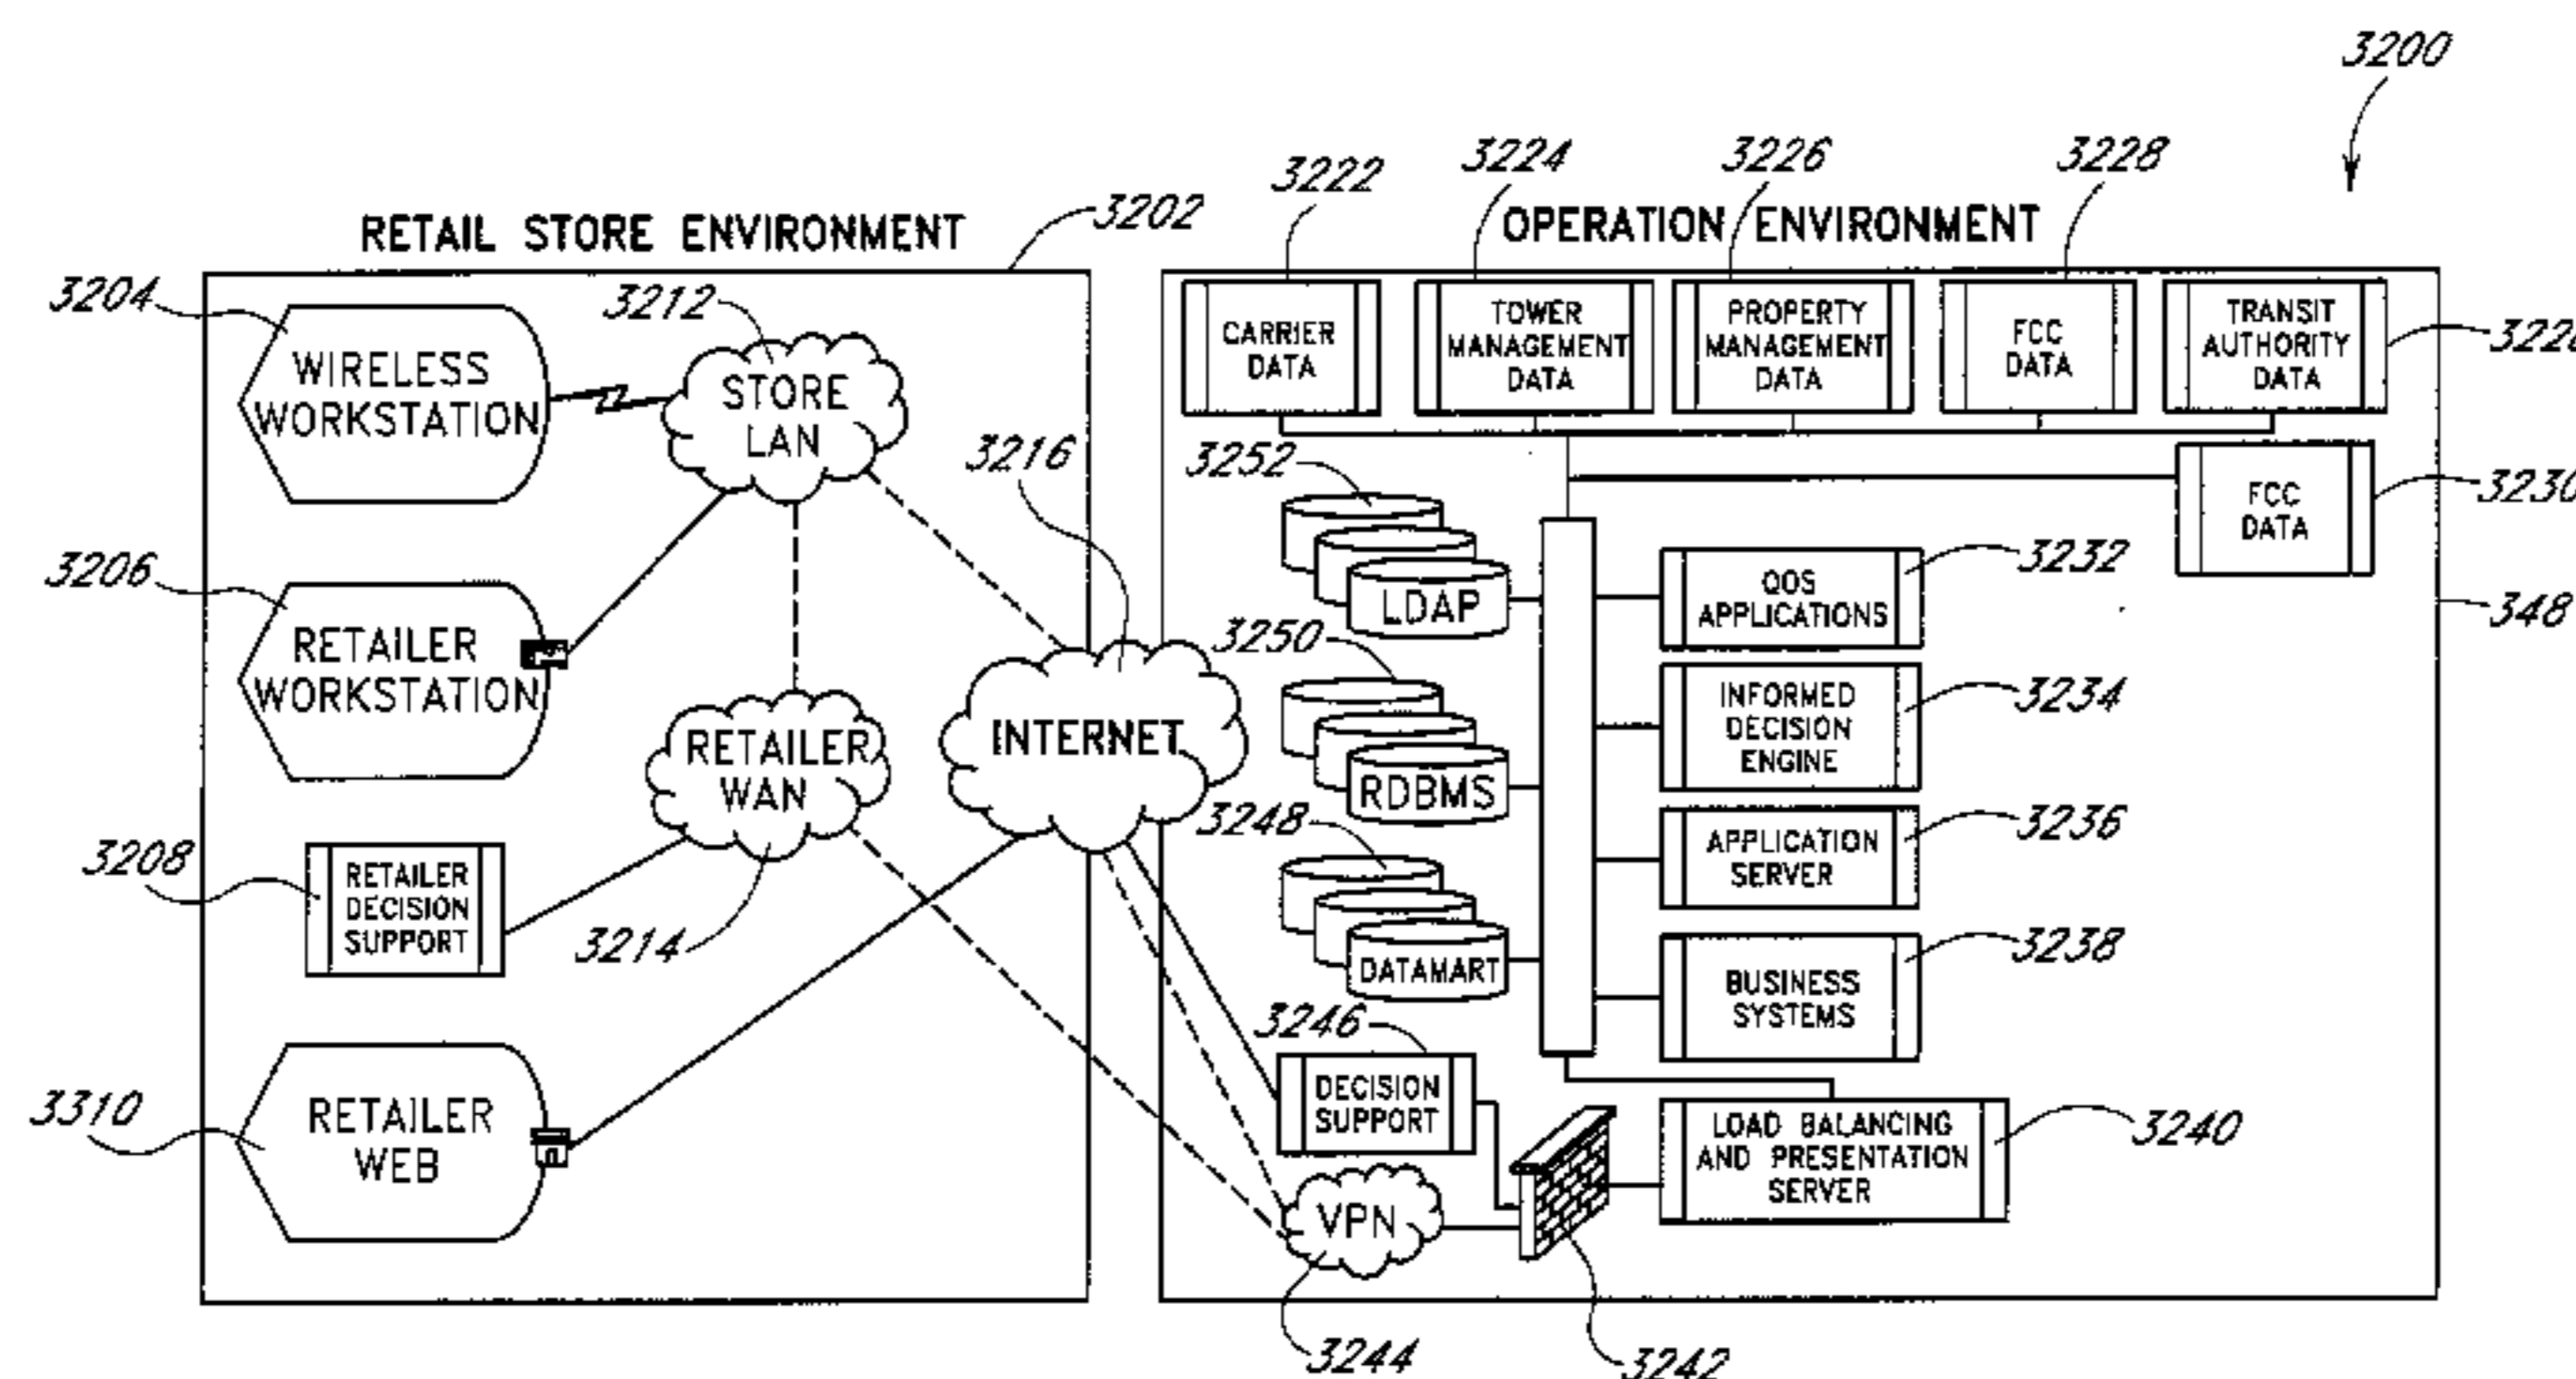 3200
3222
3224
3226
3228
RETAIL STORE ENVIRONMENT
3202
OPERATION ENVIRONMENT
3204
WIRELESS
WORKSTATION
3212
STORE
LAN
CARRIER
DATA
TOWER
MANAGEMENT
DATA
PROPERTY
MANAGEMENT
DATA
FCC
DATA
TRANSIT
AUTHORITY
DATA
3216
3252
FCC
DATA
3230
3206
RETAILER
WORKSTATION
LDAP
QOS
APPLICATIONS
3232
348
3250
INFORMED
DECISION
ENGINE
3234
RETAILER
WAN
INTERNET
RDBMS
3208
RETAILER
DECISION
SUPPORT
3214
3248
APPLICATION
SERVER
3236
DATAMART
BUSINESS
SYSTEMS
3238
3246
3310
RETAILER
WEB
DECISION
SUPPORT
LOAD BALANCING
AND PRESENTATION
SERVER
3240
VPN
3244
3242